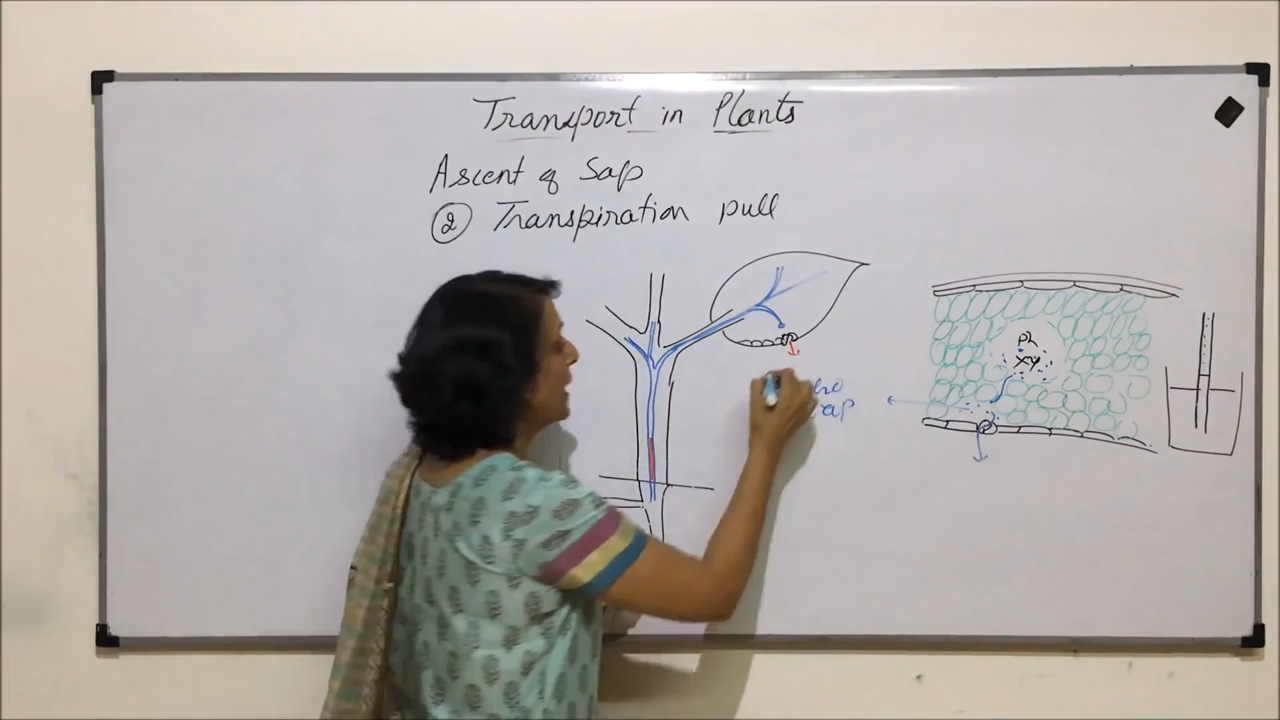 Transport in Plants
Ascent of Sap
② Transpiration pull
Ph
Xy